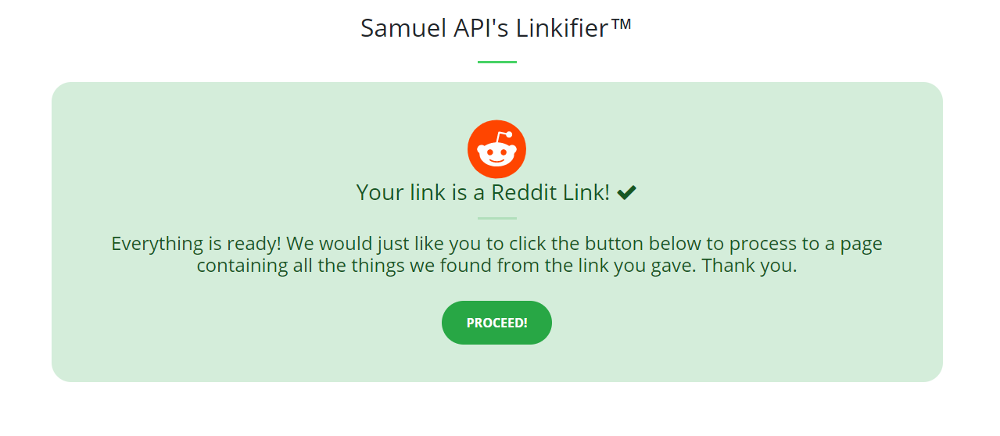 Samuel API's Linkifier™
Your link is a Reddit Link! ✔
Everything is ready! We would just like you to click the button below to process to a page
containing all the things we found from the link you gave. Thank you.
PROCEED!